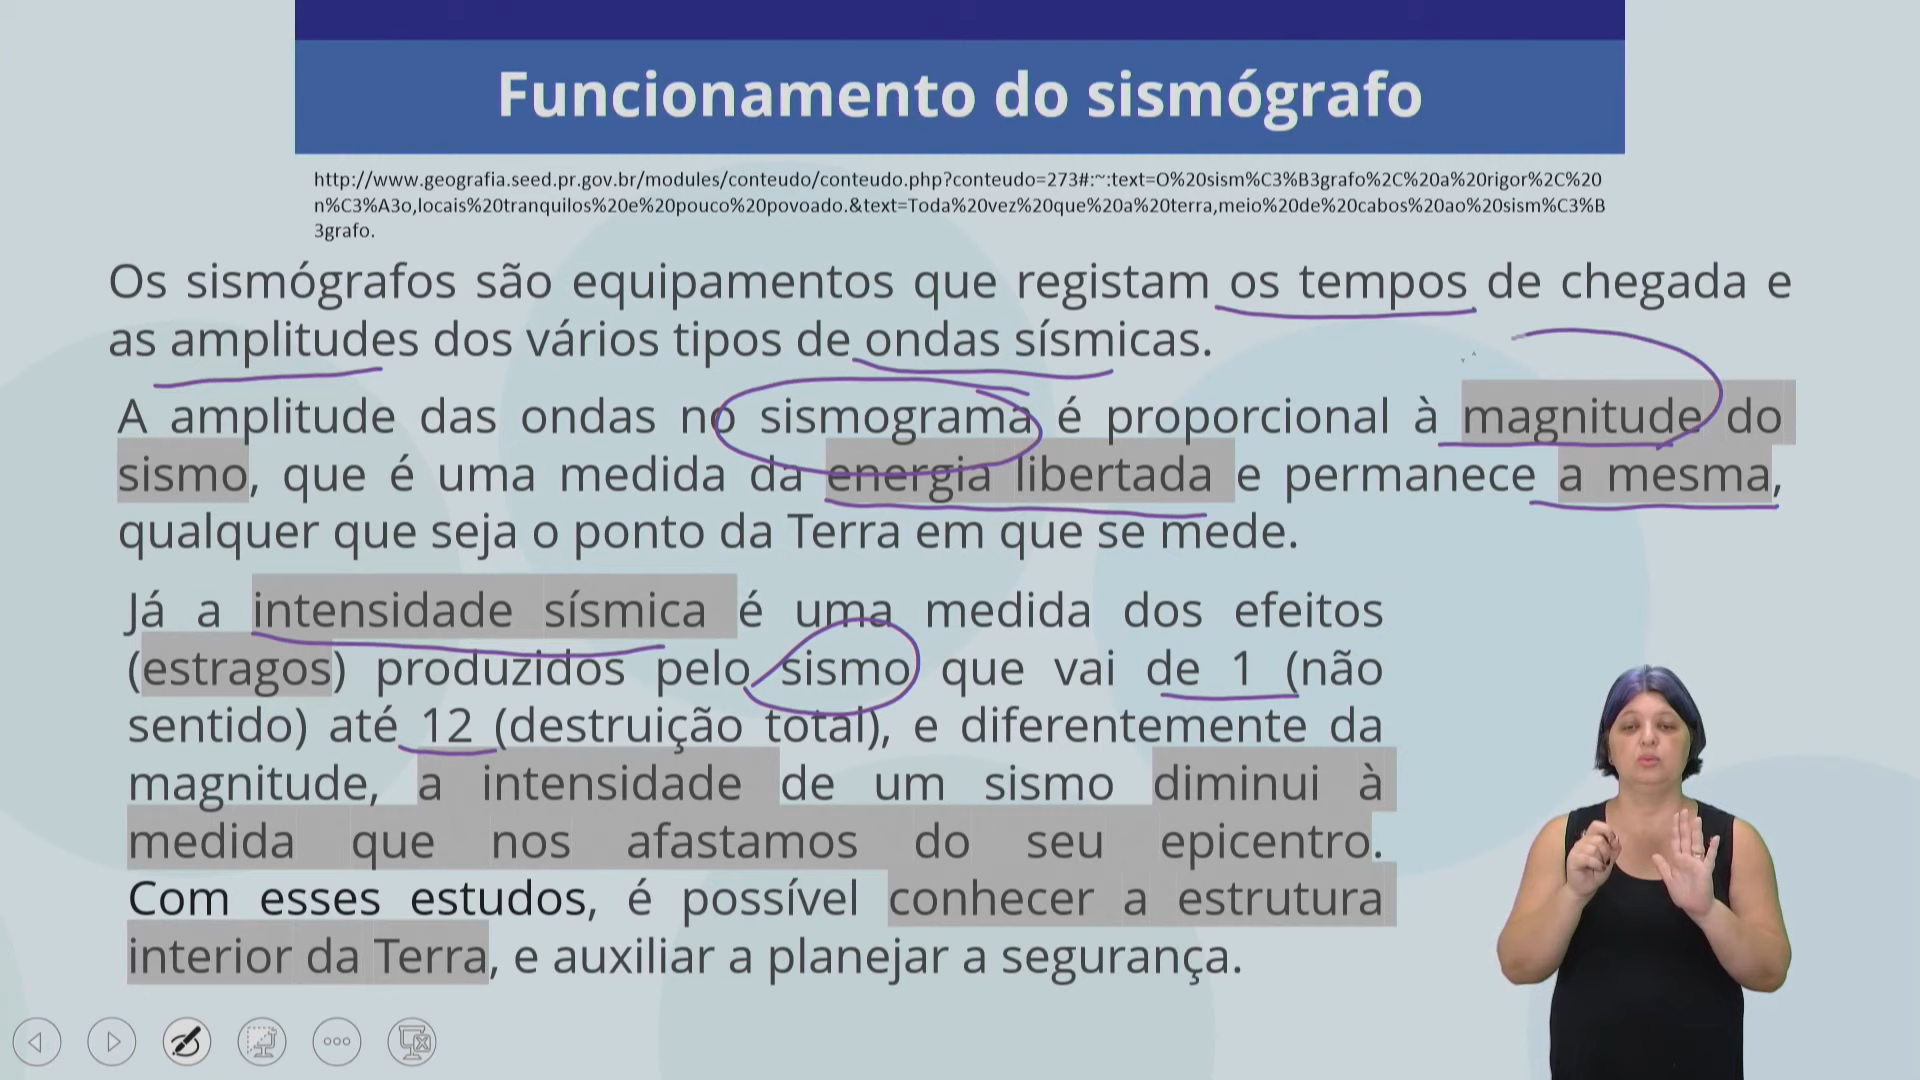 Funcionamento do sismógrafo
http://www.geografia.seed.pr.gov.br/modules/conteudo/conteudo.php?conteudo=273#:~:text=O%20sism%C3%B3grafo%2C%20a%20rigor%2C%20
n%C3%A3o,locais%20tranquilos%20e%20pouco%20povoado.&text=Toda%20vez%20que%20a%20terra,meio%20de%20cabos%20ao%20sism%C3%B
3grafo.
Os sismógrafos são equipamentos que registam os tempos de chegada e
as amplitudes dos vários tipos de ondas sísmicas.
A amplitude das ondas no sismograma é proporcional à magnitude do
sismo, que é uma medida da energia libertada e permanece a mesma,
qualquer que seja o ponto da Terra em que se mede.
Já a intensidade sísmica é uma medida dos efeitos
(estragos) produzidos pelo sismo que vai de 1 (não
sentido) até 12 (destruição total), e diferentemente da
magnitude, a intensidade de um sismo diminui à
medida que nos afastamos do seu epicentro.
Com esses estudos, é possível conhecer a estrutura
interior da Terra, e auxiliar a planejar a segurança.